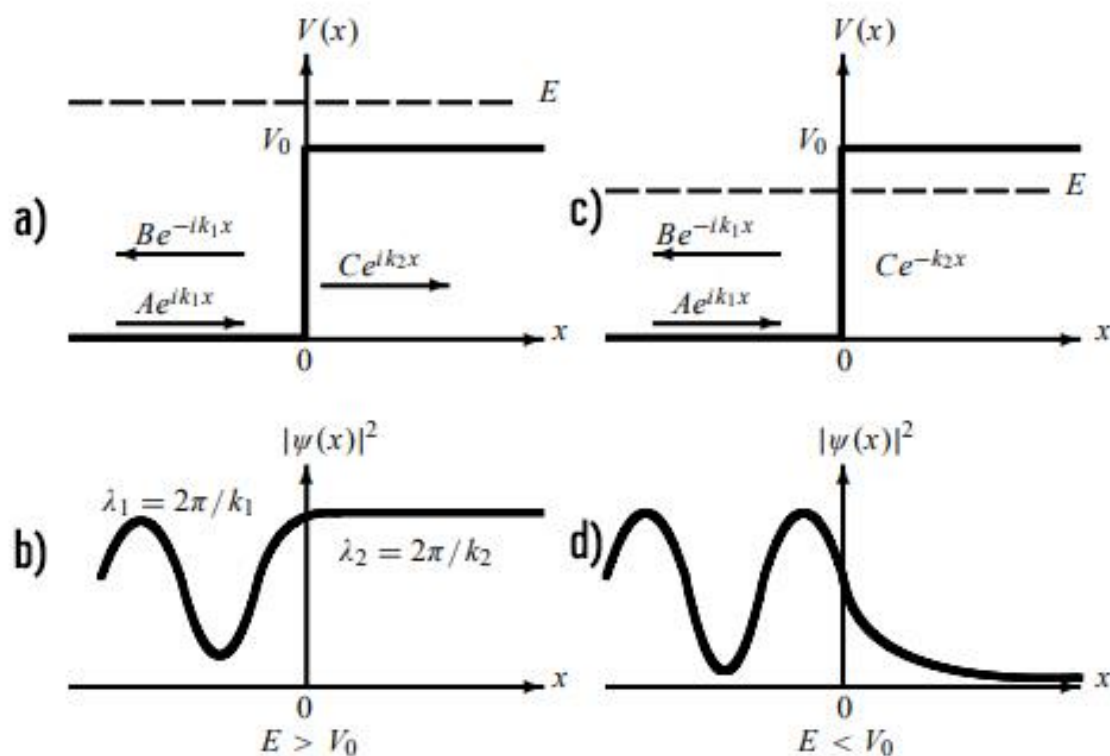 a)
V(x)
E
V₀
Be^{-ik₁x}
Ce^{ik₂x}
Ae^{ik₁x}
x
0
c)
V(x)
V₀
E
Be^{-ik₁x}
Ce^{-k₂x}
Ae^{ik₁x}
x
0
b)
|ψ(x)|²
λ₁ = 2π/k₁
λ₂ = 2π/k₂
x
0
E > V₀
d)
|ψ(x)|²
x
0
E < V₀